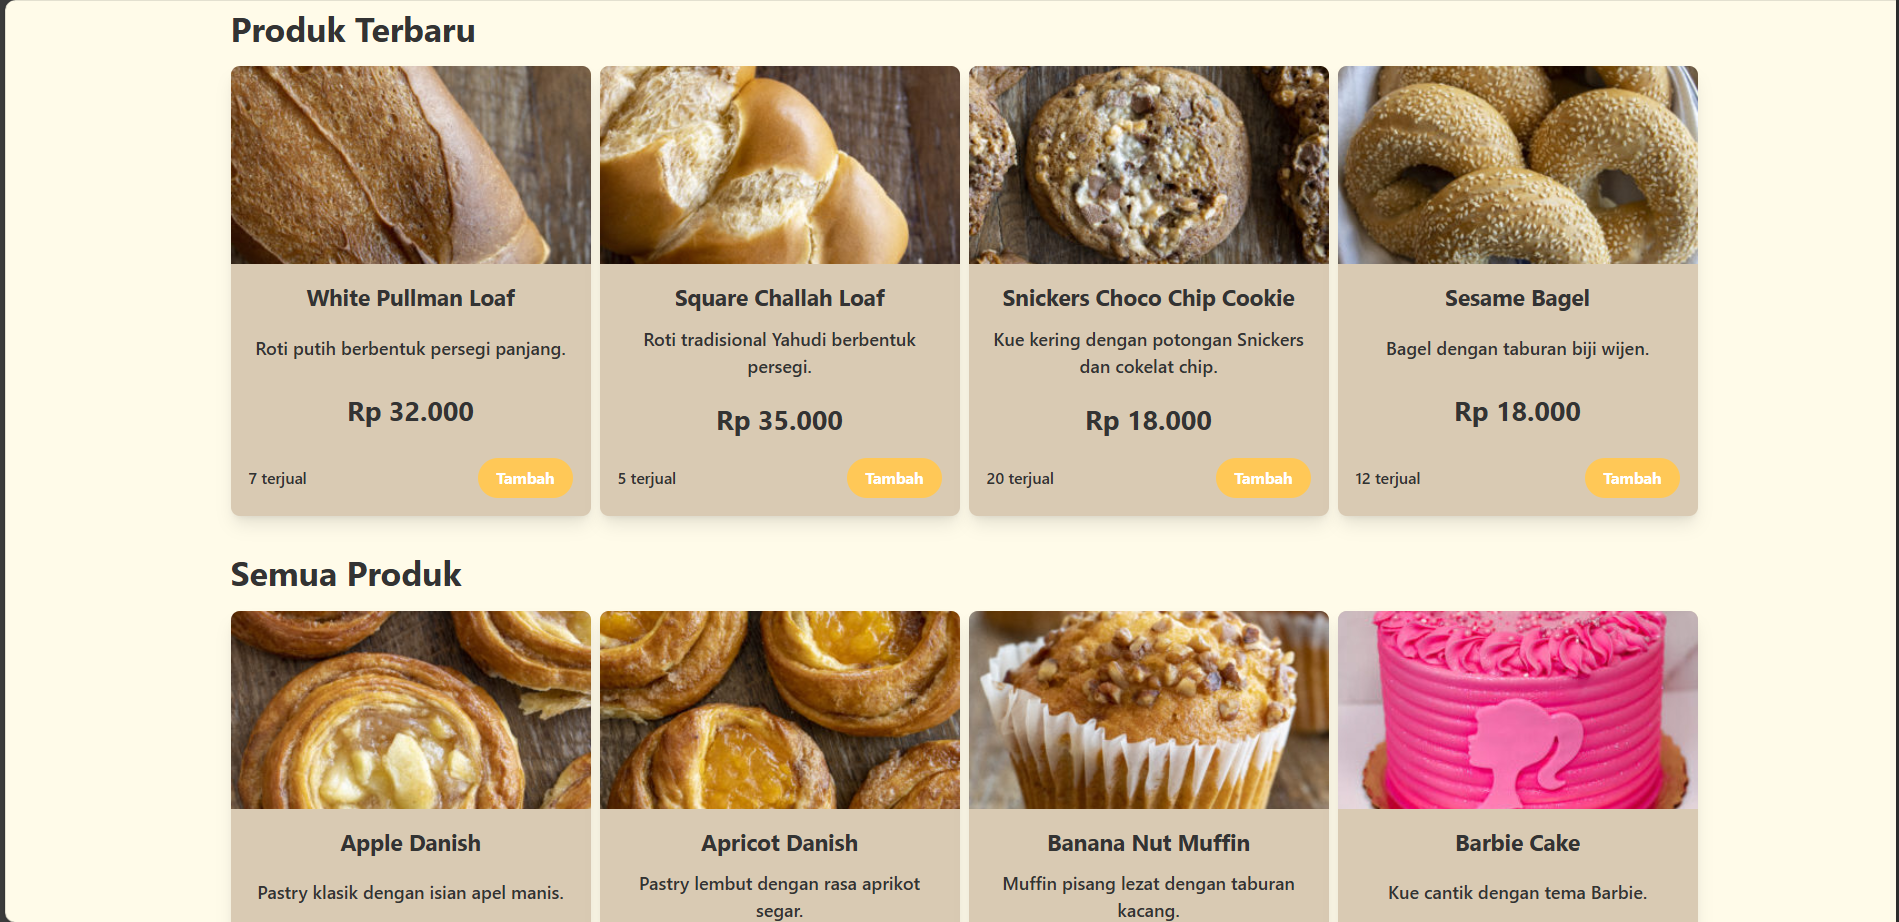 Produk Terbaru
White Pullman Loaf
Roti putih berbentuk persegi panjang.
Rp 32.000
7 terjual
Tambah
Square Challah Loaf
Roti tradisional Yahudi berbentuk
persegi.
Rp 35.000
5 terjual
Tambah
Snickers Choco Chip Cookie
Kue kering dengan potongan Snickers
dan cokelat chip.
Rp 18.000
20 terjual
Tambah
Sesame Bagel
Bagel dengan taburan biji wijen.
Rp 18.000
12 terjual
Tambah
Semua Produk
Apple Danish
Pastry klasik dengan isian apel manis.
Apricot Danish
Pastry lembut dengan rasa aprikot
segar.
Banana Nut Muffin
Muffin pisang lezat dengan taburan
kacang.
Barbie Cake
Kue cantik dengan tema Barbie.